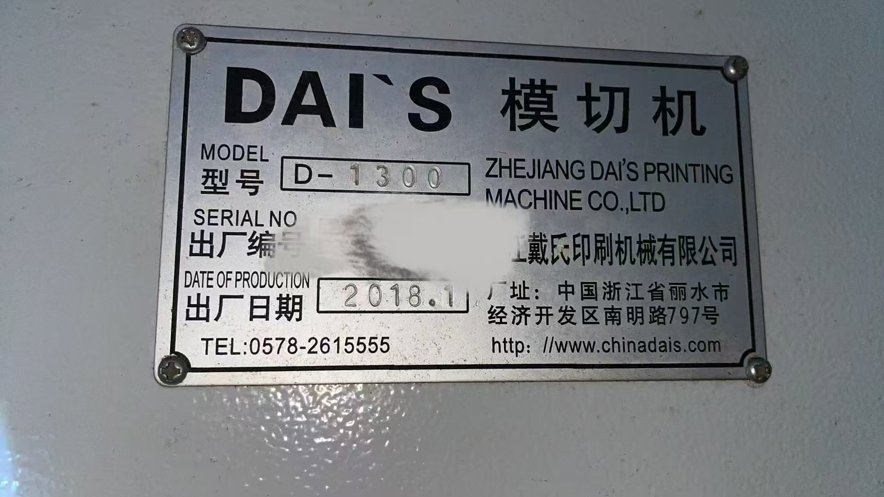 DAI`S 模切机
MODEL
型号
D-1300
ZHEJIANG DAI'S PRINTING
MACHINE CO.,LTD
SERIAL NO
出厂编号
江戴氏印刷机械有限公司
DATE OF PRODUCTION
出厂日期
2018.1
厂址：中国浙江省丽水市
经济开发区南明路797号
TEL:0578-2615555
http: //www.chinadais.com